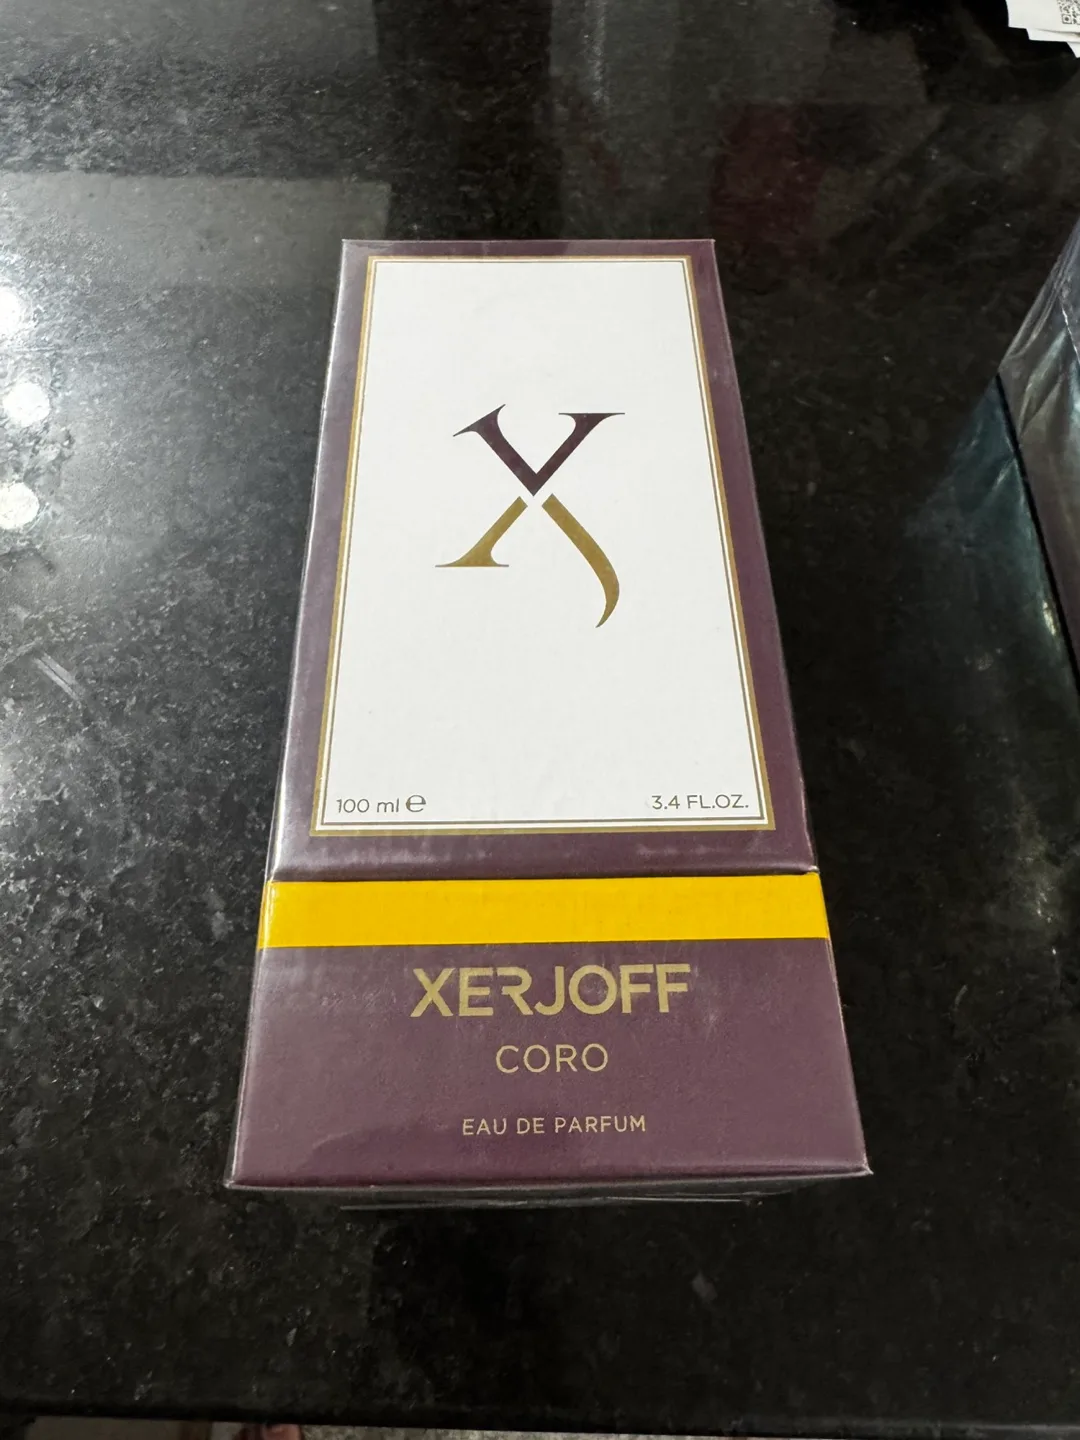 X
100 ml ℮
3.4 FL.OZ.
XERJOFF
CORO
EAU DE PARFUM